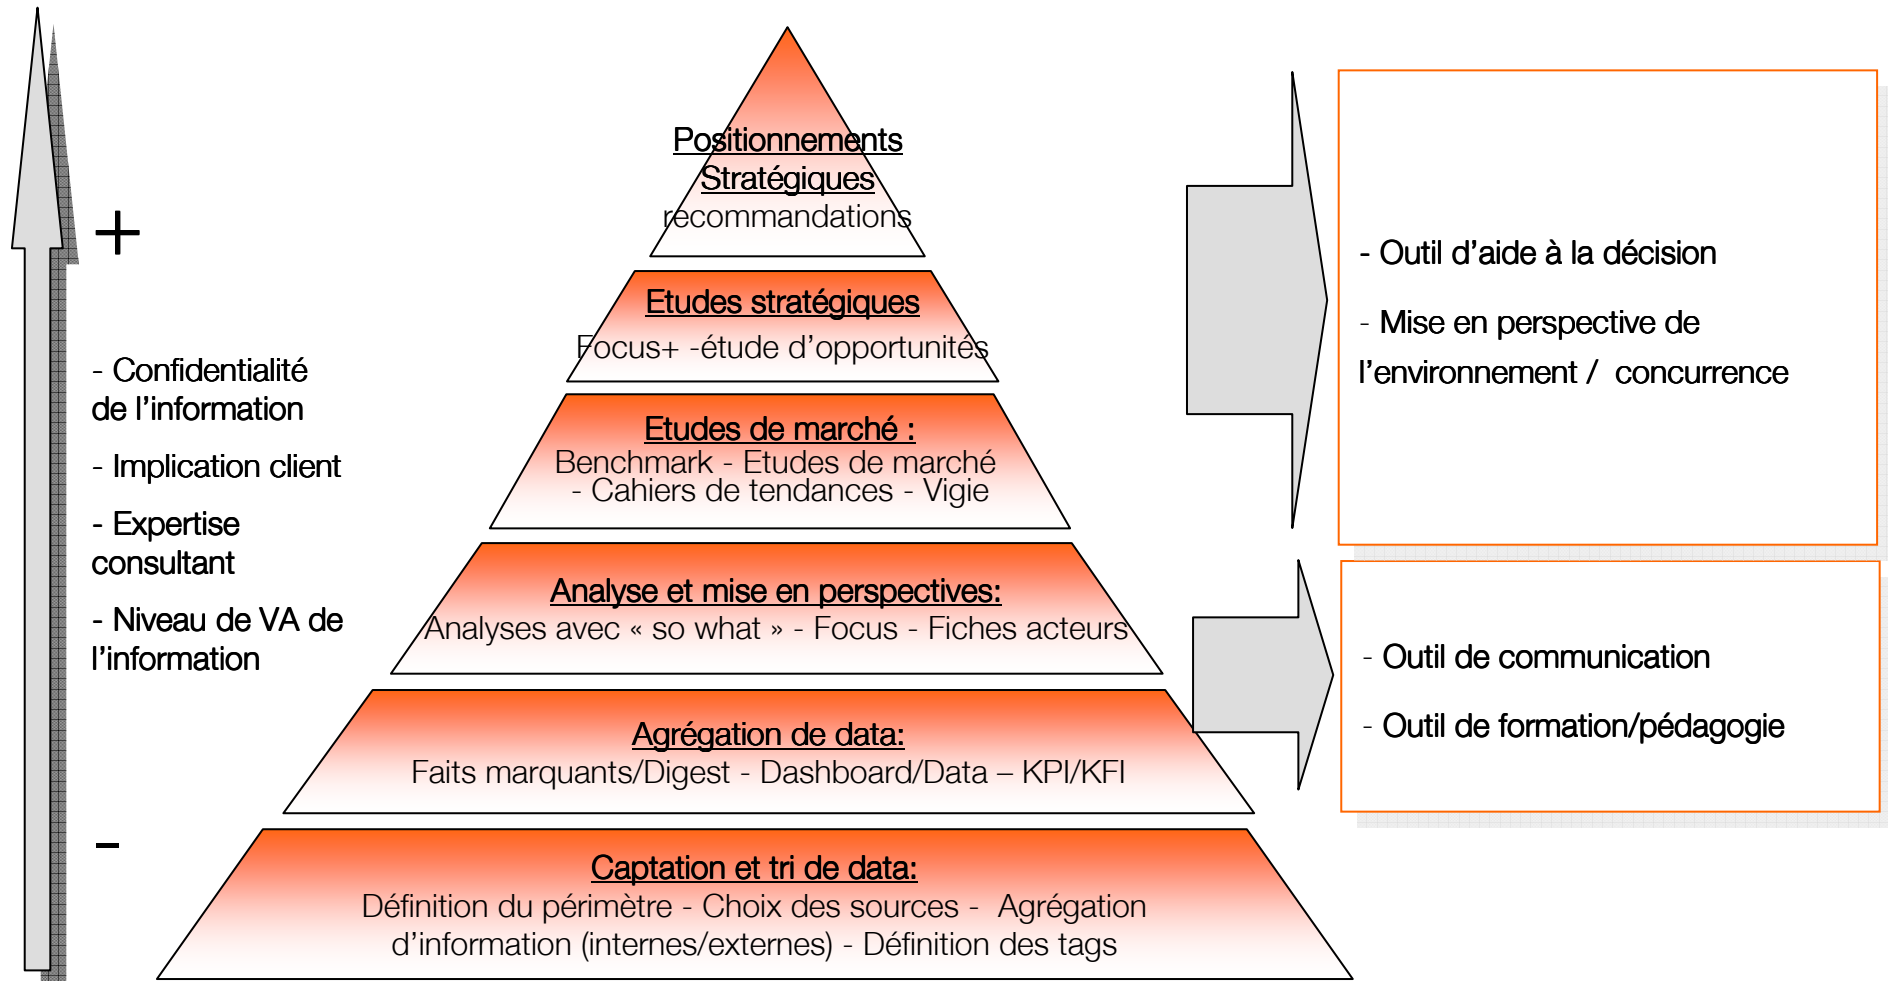 +
- Confidentialité
de l'information
- Implication client
- Expertise
consultant
- Niveau de VA de
l'information
-
Positionnements
Stratégiques
recommandations
Etudes stratégiques
Focus+ -étude d'opportunités
Etudes de marché :
Benchmark - Etudes de marché
- Cahiers de tendances - Vigie
Analyse et mise en perspectives:
Analyses avec « so what » - Focus - Fiches acteurs
Agrégation de data:
Faits marquants/Digest - Dashboard/Data – KPI/KFI
Captation et tri de data:
Définition du périmètre - Choix des sources -  Agrégation
d'information (internes/externes) - Définition des tags
- Outil d'aide à la décision
- Mise en perspective de
l'environnement /  concurrence
- Outil de communication
- Outil de formation/pédagogie